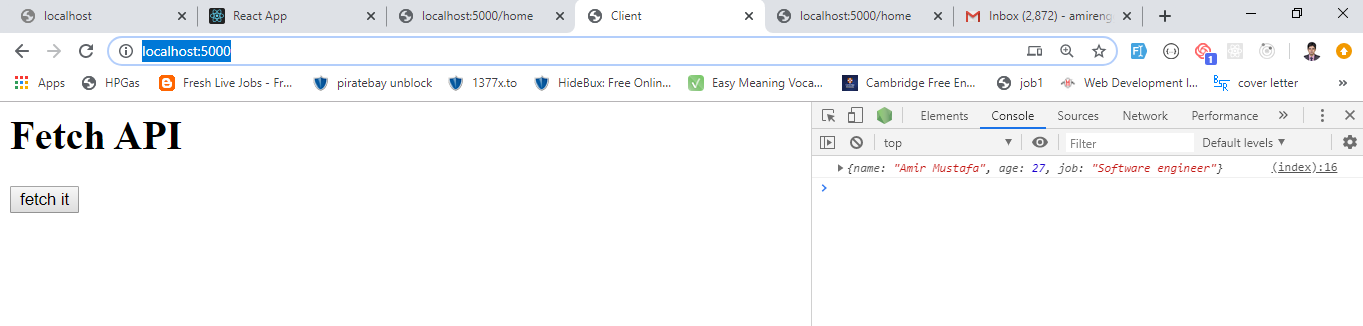 localhost React App localhost:5000/home Client localhost:5000/home Inbox (2,872) - amireng
localhost:5000
Apps HPGas Fresh Live Jobs - Fr... piratebay unblock 1377x.to HideBux: Free Onlin... Easy Meaning Voca... Cambridge Free En... job1 Web Development I... cover letter »
Fetch API
fetch it
Elements Console Sources Network Performance »
top Filter Default levels
{name: "Amir Mustafa", age: 27, job: "Software engineer"} (index):16